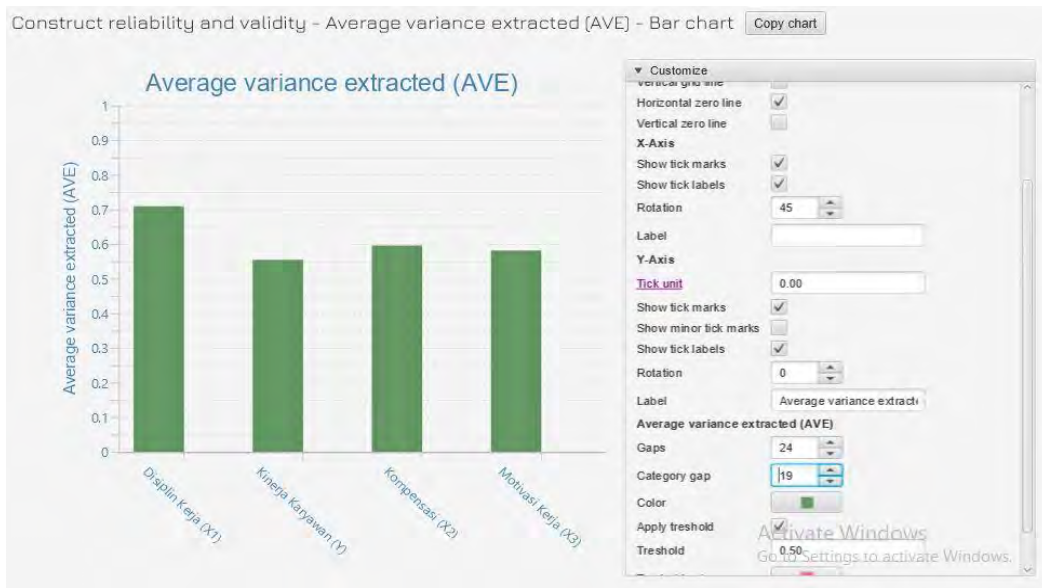 Construct reliability and validity - Average variance extracted (AVE) - Bar chart Copy chart
Average variance extracted (AVE)
Average variance extracted (AVE)
1
0.9
0.8
0.7
0.6
0.5
0.4
0.3
0.2
0.1
0
Disiplin Kerja (X1)
Kinerja Karyawan (Y)
Kompensasi (X2)
Motivasi Kerja (X3)
Customize
Vertical grid line
Horizontal zero line
Vertical zero line
X-Axis
Show tick marks
Show tick labels
Rotation 45
Label
Y-Axis
Tick unit 0.00
Show tick marks
Show minor tick marks
Show tick labels
Rotation 0
Label Average variance extracte
Average variance extracted (AVE)
Gaps 24
Category gap 19
Color
Apply treshold
Treshold 0.50
Activate Windows
Go to Settings to activate Windows.